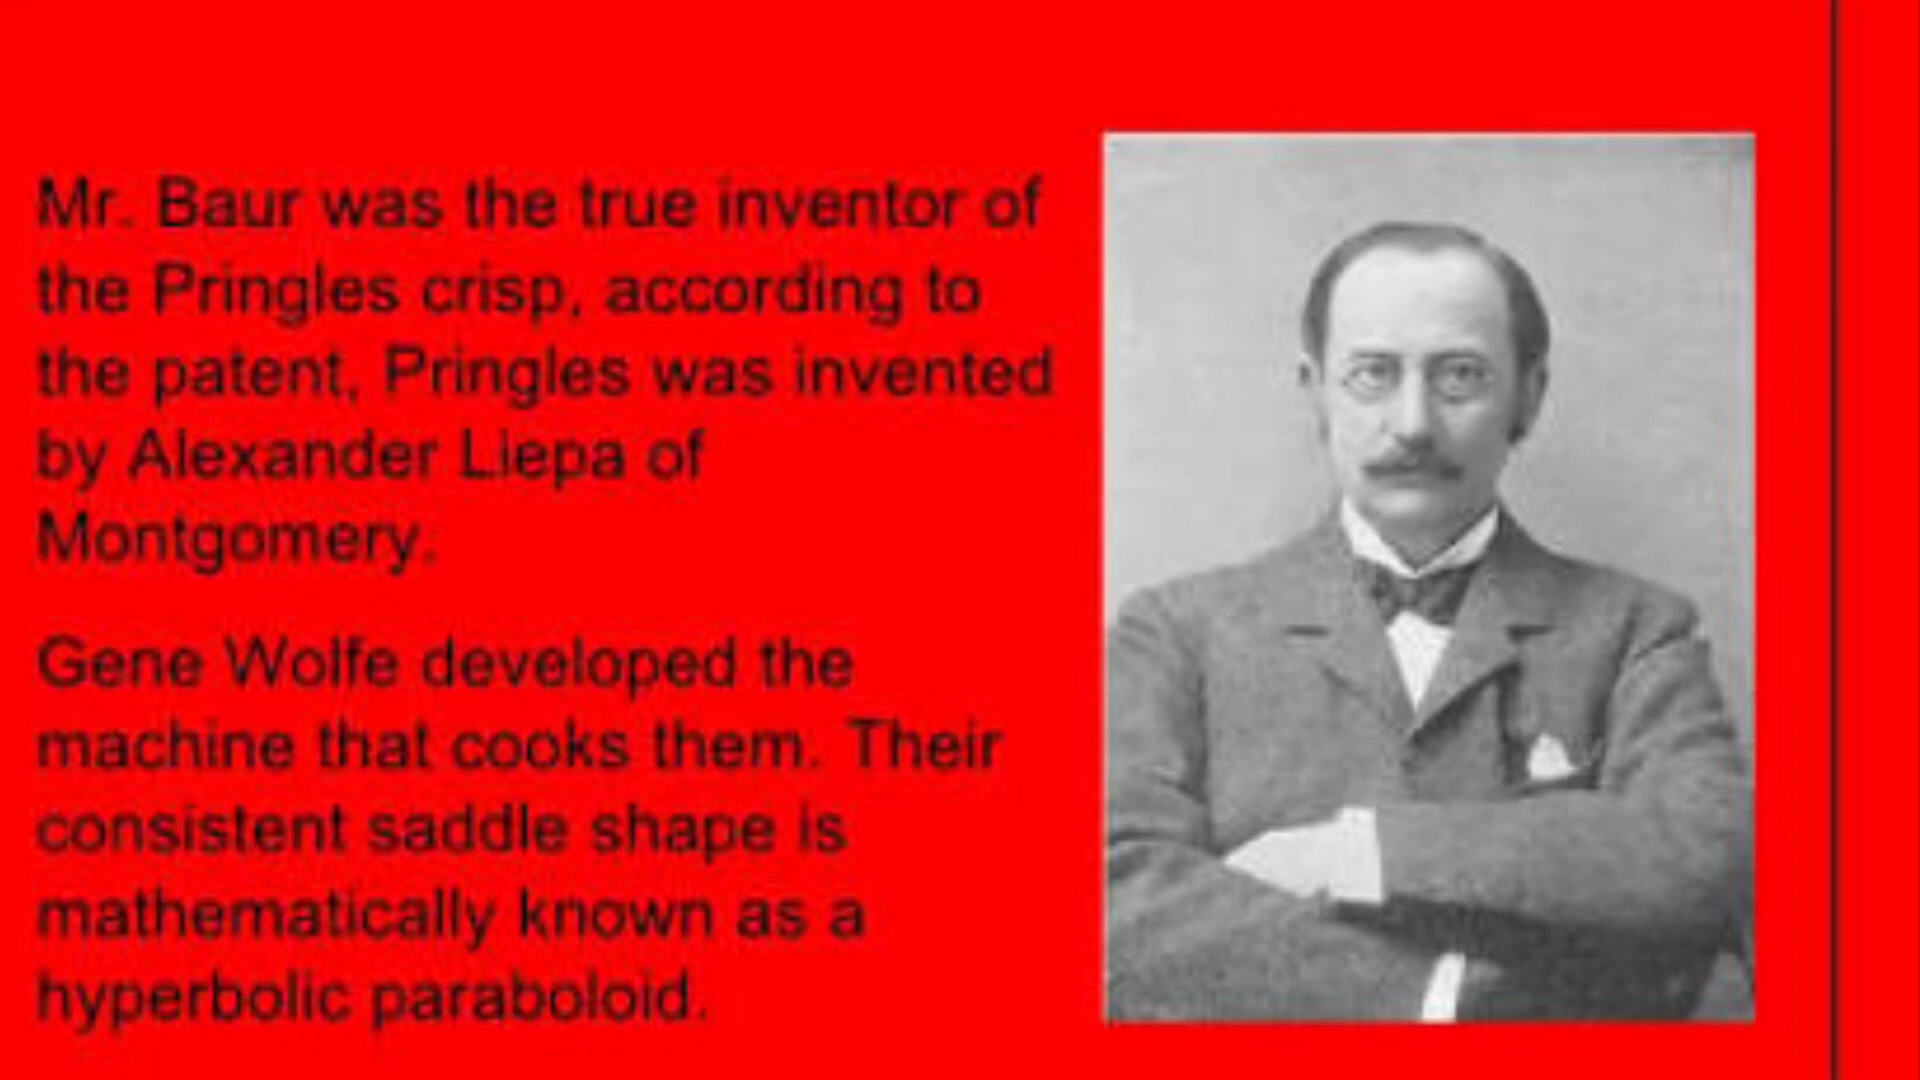 Mr. Baur was the true inventor of
the Pringles crisp, according to
the patent, Pringles was invented
by Alexander Liepa of
Montgomery.
Gene Wolfe developed the
machine that cooks them. Their
consistent saddle shape is
mathematically known as a
hyperbolic paraboloid.